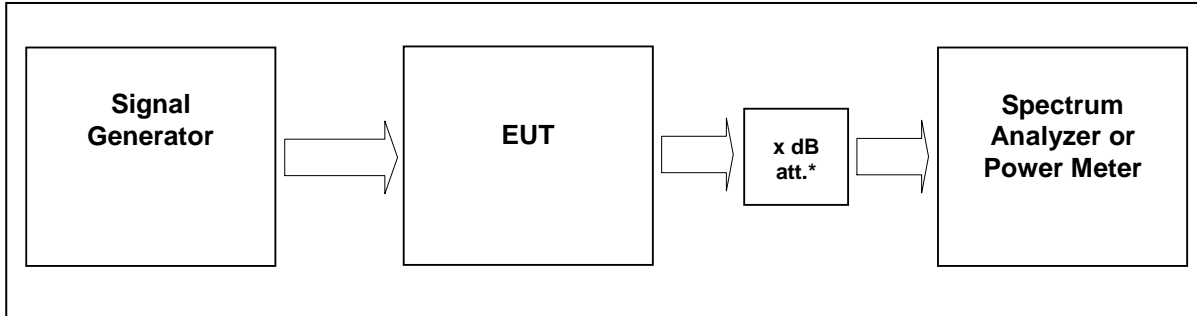 Signal
Generator
EUT
x dB
att.*
Spectrum
Analyzer or
Power Meter